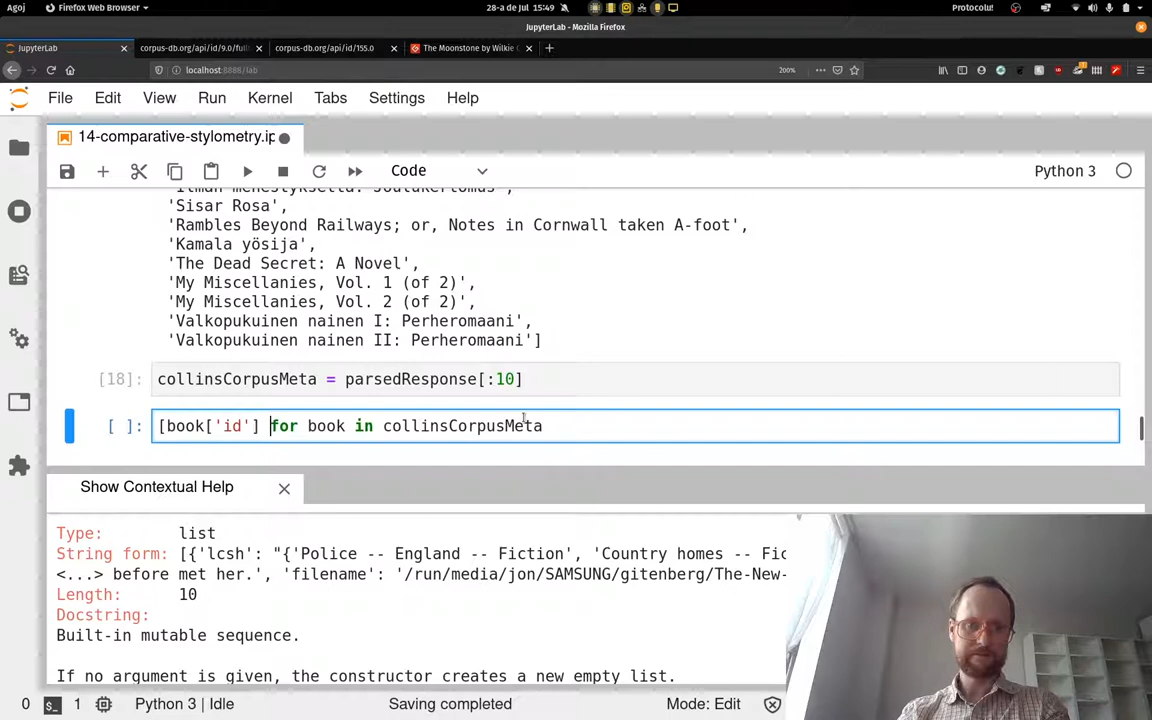 Agoj Firefox Web Browser 28-a de Jul 15:49 Protocolu!
JupyterLab - Mozilla Firefox
JupyterLab corpus-db.org/api/id/9.0/full corpus-db.org/api/id/155.0 The Moonstone by Wilkie
localhost:8888/lab 200%
File Edit View Run Kernel Tabs Settings Help
14-comparative-stylometry.ip
Code Python 3
'Ilman menestyksettä: Joulukertomus',
'Sisar Rosa',
'Rambles Beyond Railways; or, Notes in Cornwall taken A-foot',
'Kamala yösija',
'The Dead Secret: A Novel',
'My Miscellanies, Vol. 1 (of 2)',
'My Miscellanies, Vol. 2 (of 2)',
'Valkopukuinen nainen I: Perheromaani',
'Valkopukuinen nainen II: Perheromaani']
[18]: collinsCorpusMeta = parsedResponse[:10]
[ ]: [book['id'] for book in collinsCorpusMeta
Show Contextual Help
Type: list
String form: [{'lcsh': "{'Police -- England -- Fiction', 'Country homes -- Fic
<...> before met her.', 'filename': '/run/media/jon/SAMSUNG/gitenberg/The-New-
Length: 10
Docstring:
Built-in mutable sequence.
If no argument is given, the constructor creates a new empty list.
0 1 Python 3 | Idle Saving completed Mode: Edit